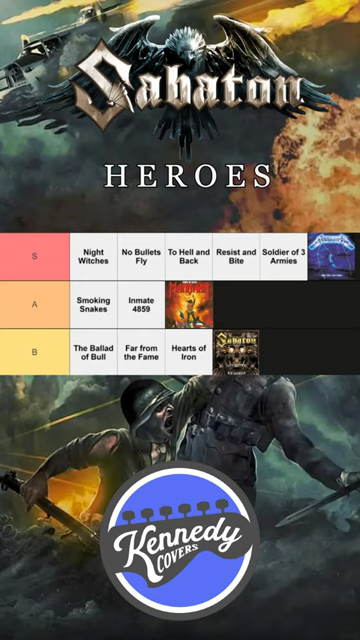 Sabaton
HEROES
S
Night Witches
No Bullets Fly
To Hell and Back
Resist and Bite
Soldier of 3 Armies
A
Smoking Snakes
Inmate 4859
B
The Ballad of Bull
Far from the Fame
Hearts of Iron
Sabaton
Kennedy
COVERS